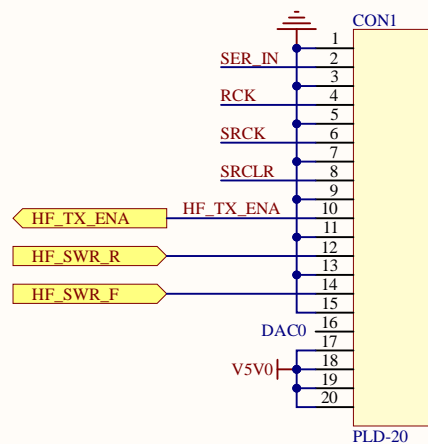 CON1
1
SER_IN 2
3
RCK 4
5
SRCK 6
7
SRCLR 8
9
HF_TX_ENA HF_TX_ENA 10
11
HF_SWR_R 12
13
HF_SWR_F 14
15
DAC0 16
17
V5V0 18
19
20
PLD-20